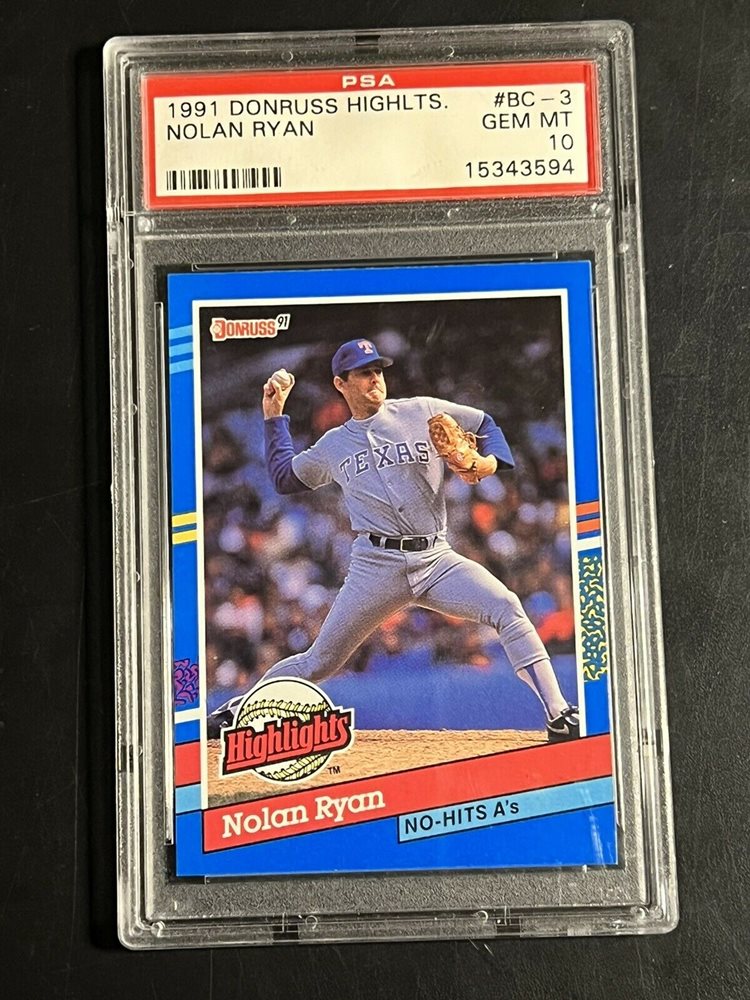 PSA
1991 DONRUSS HIGHLTS. #BC-3
NOLAN RYAN GEM MT
10
15343594
DONRUSS 91
T
TEXAS
Highlights
TM
Nolan Ryan
NO-HITS A's